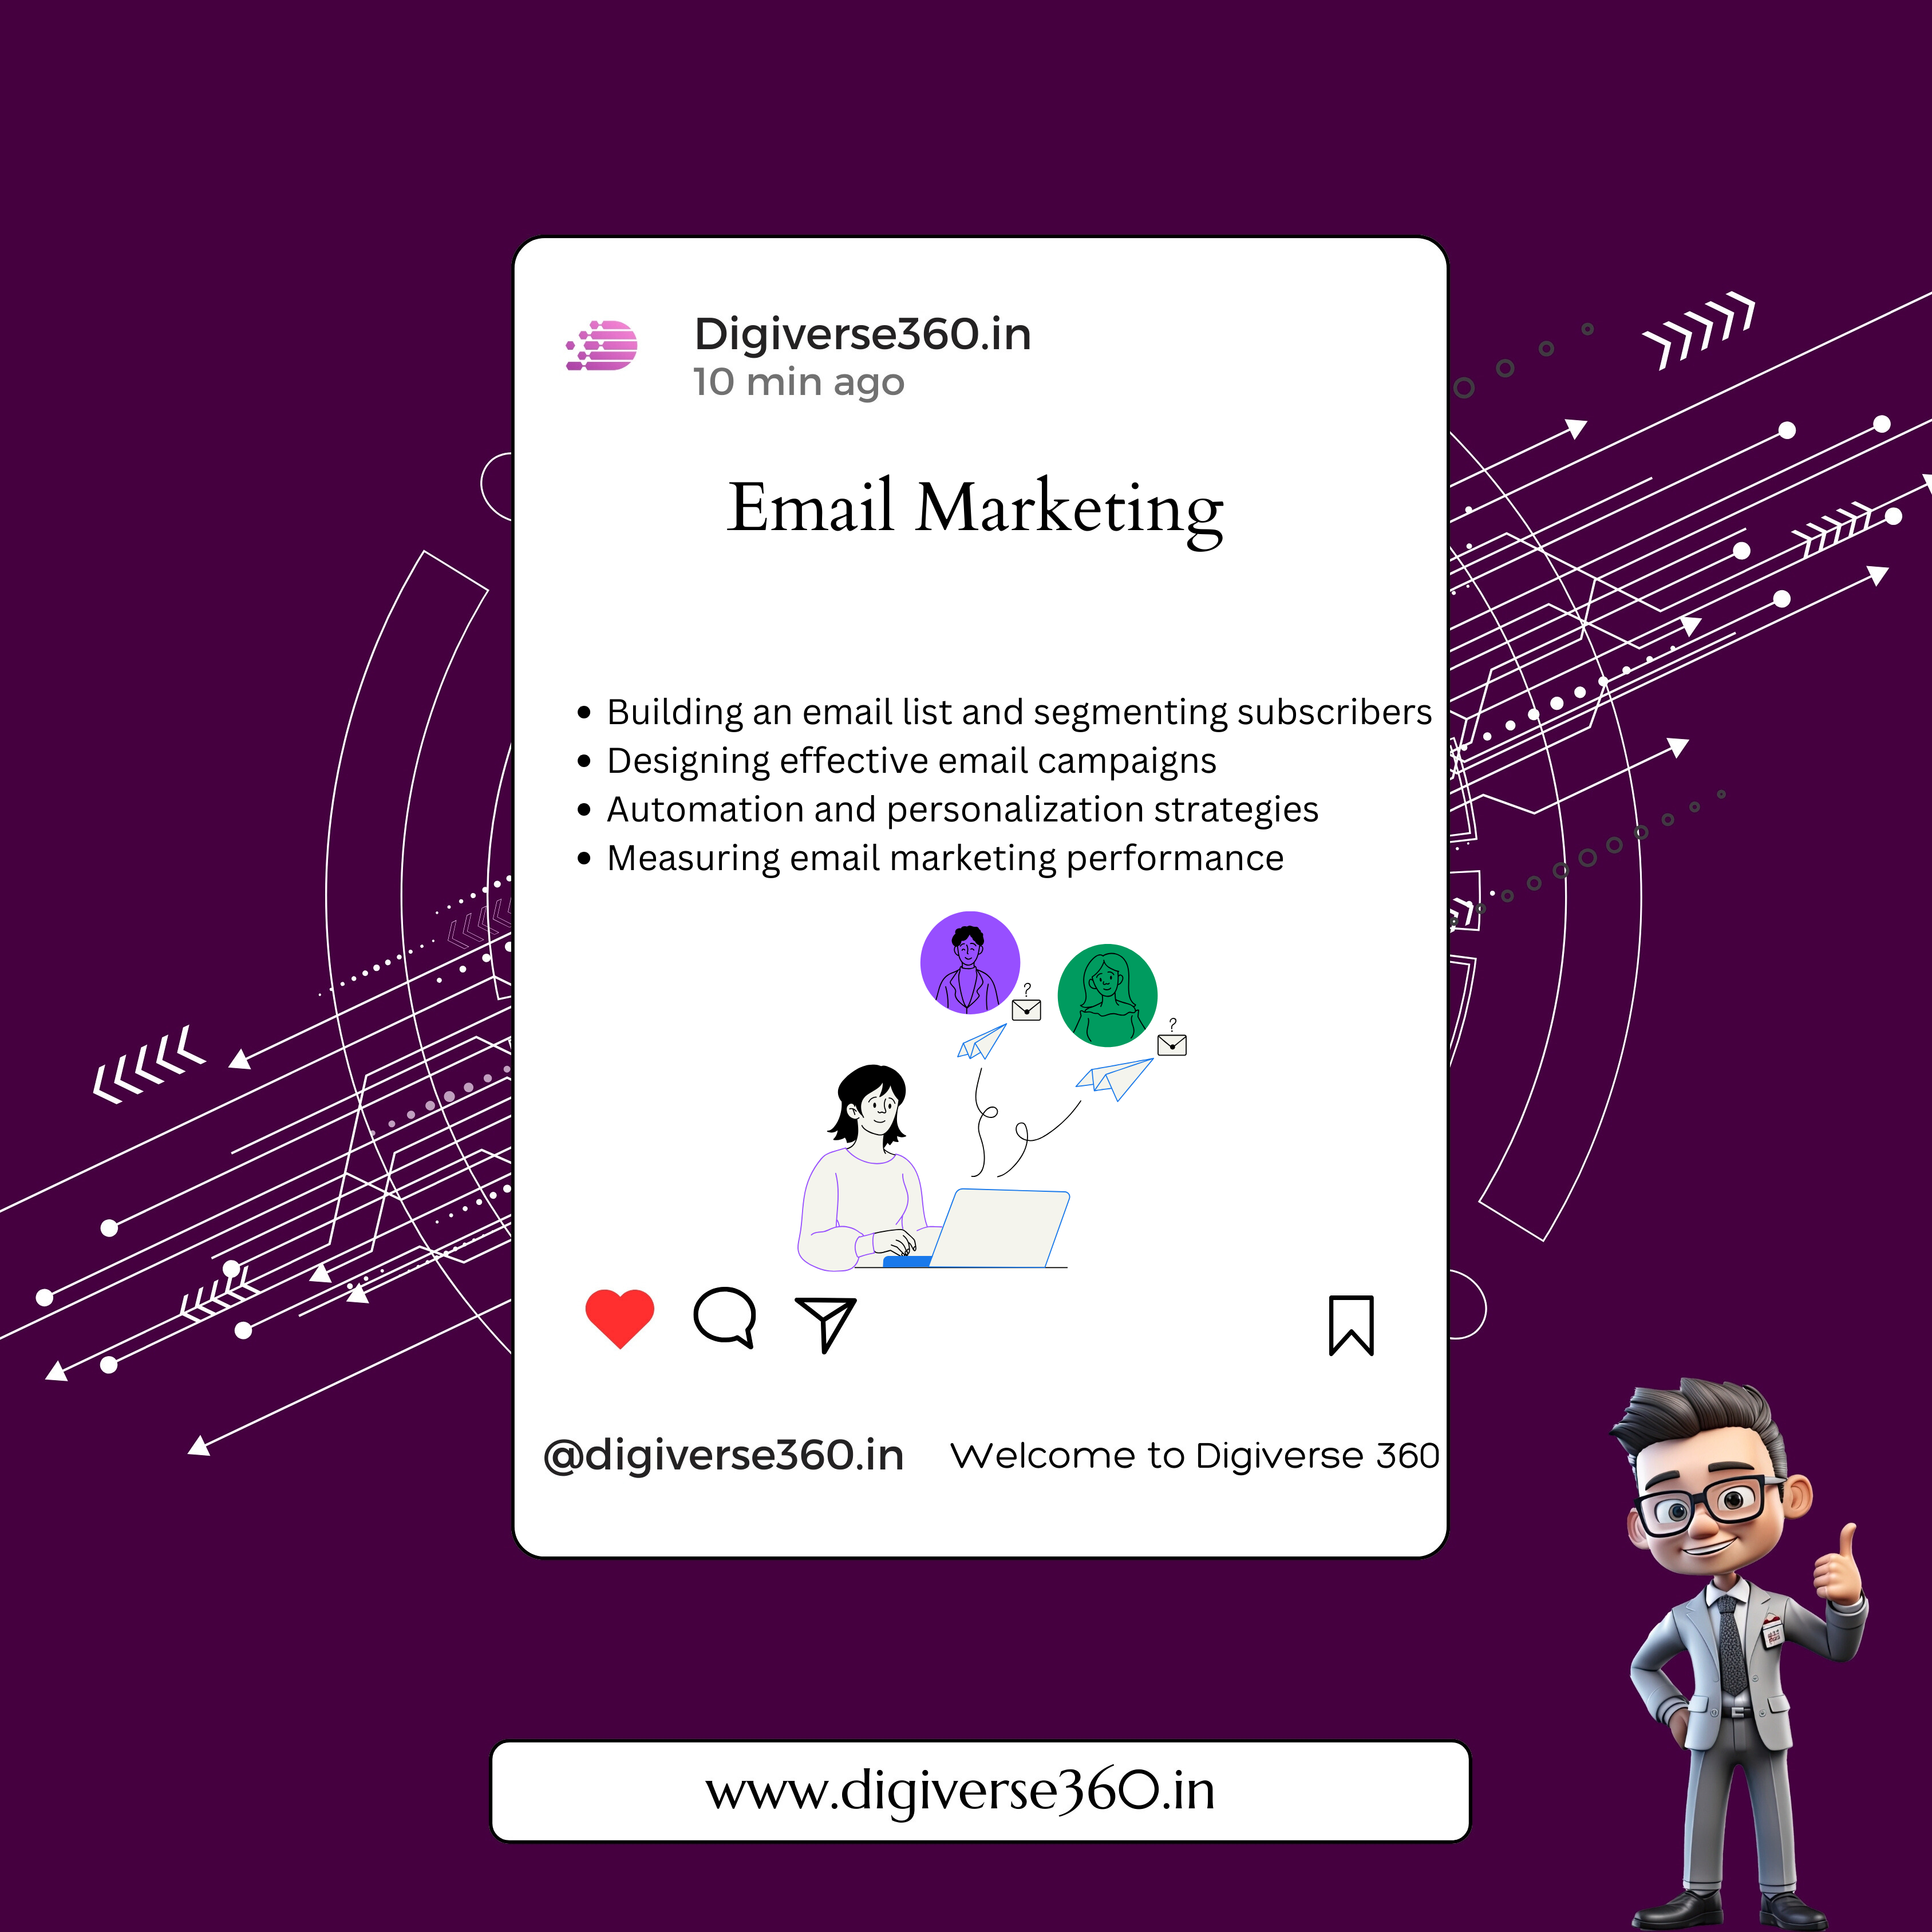 Digiverse360.in
10 min ago
Email Marketing
• Building an email list and segmenting subscribers
• Designing effective email campaigns
• Automation and personalization strategies
• Measuring email marketing performance
?
?
@digiverse360.in
Welcome to Digiverse 360
www.digiverse360.in